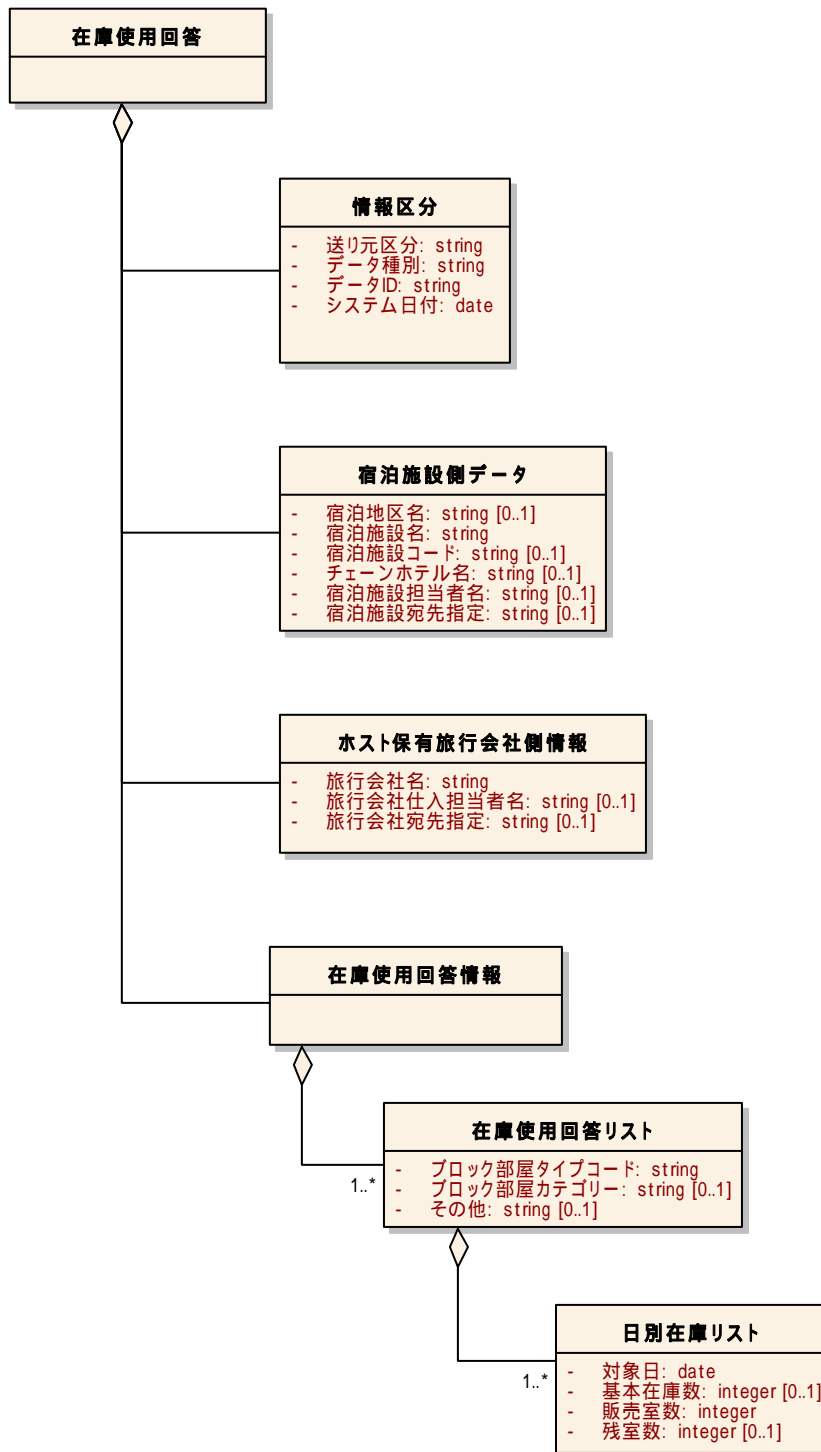 在庫使用回答
情報区分
- 送り元区分: string
- データ種別: string
- データID: string
- システム日付: date
宿泊施設側データ
- 宿泊地区名: string [0..1]
- 宿泊施設名: string
- 宿泊施設コード: string [0..1]
- チェーンホテル名: string [0..1]
- 宿泊施設担当者名: string [0..1]
- 宿泊施設宛先指定: string [0..1]
ホスト保有旅行会社側情報
- 旅行会社名: string
- 旅行会社仕入担当者名: string [0..1]
- 旅行会社宛先指定: string [0..1]
在庫使用回答情報
在庫使用回答リスト
- ブロック部屋タイプコード: string
- ブロック部屋カテゴリー: string [0..1]
- その他: string [0..1]
1..*
日別在庫リスト
- 対象日: date
- 基本在庫数: integer [0..1]
- 販売室数: integer
- 残室数: integer [0..1]
1..*